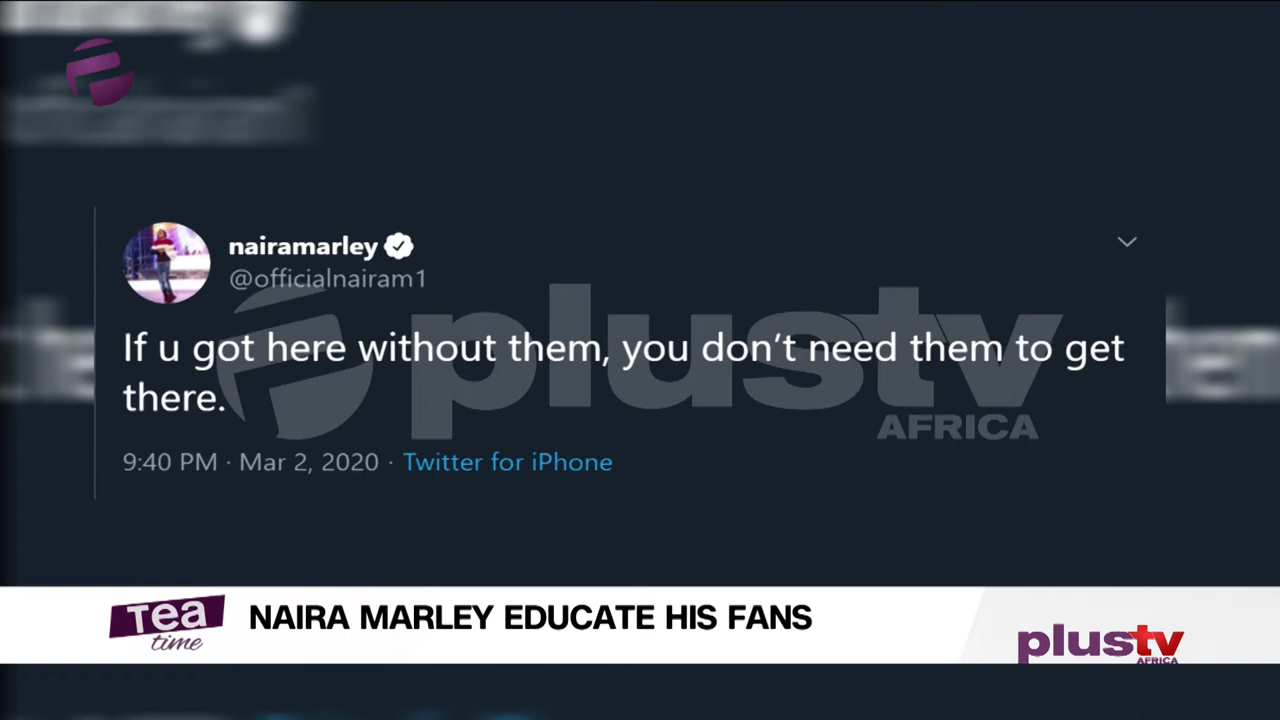 nairamarley
@officialnairam1
If u got here without them, you don't need them to get
there.
9:40 PM · Mar 2, 2020 · Twitter for iPhone
plustv
AFRICA
Tea
time
NAIRA MARLEY EDUCATE HIS FANS
plustv
AFRICA